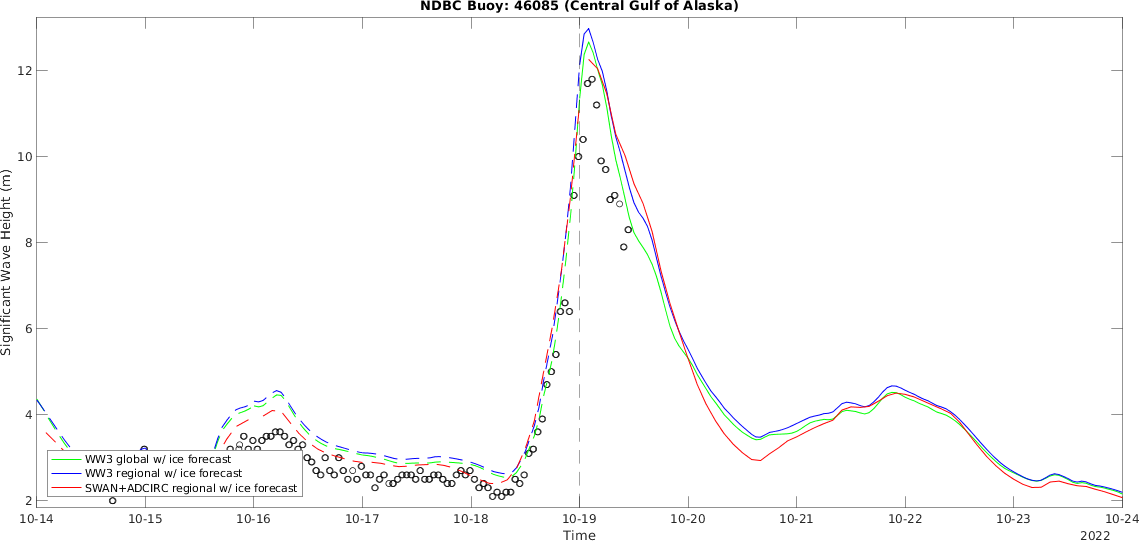 NDBC Buoy: 46085 (Central Gulf of Alaska)
Significant Wave Height (m)
12
10
8
6
4
2
WW3 global w/ ice forecast
WW3 regional w/ ice forecast
SWAN+ADCIRC regional w/ ice forecast
10-14 10-15 10-16 10-17 10-18 10-19 10-20 10-21 10-22 10-23 10-24
Time
2022